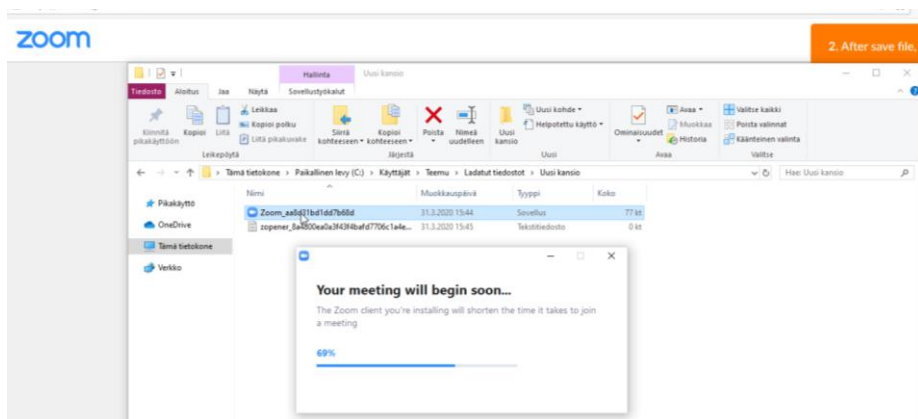 zoom
2. After save file,
Hallinta
Uusi kansio
Tiedosto Aloitus Jaa Näytä Sovellustyökalut
Kiinnitä pikakäyttöön
Kopioi
Liitä
Leikkaa
Kopioi polku
Liitä pikakuvake
Siirrä kohteeseen
Kopioi kohteeseen
Poista
Nimeä uudelleen
Uusi kansio
Uusi kohde
Helpotettu käyttö
Ominaisuudet
Avaa
Muokkaa
Historia
Valitse kaikki
Poista valinnat
Käänteinen valinta
Leikepöytä Järjestä Uusi Avaa Valitse
Tämä tietokone > Paikallinen levy (C:) > Käyttäjät > Teemu > Ladatut tiedostot > Uusi kansio
Hae: Uusi kansio
Nimi Muokkauspäivä Tyyppi Koko
Pikakäyttö
OneDrive
Tämä tietokone
Verkko
Zoom_aa8d31bd1dd7b68d 31.3.2020 15:44 Sovellus 77 kt
31.3.2020 15:45 Tekstitiedosto 0 kt
Your meeting will begin soon...
The Zoom client you're installing will shorten the time it takes to join
a meeting
69%